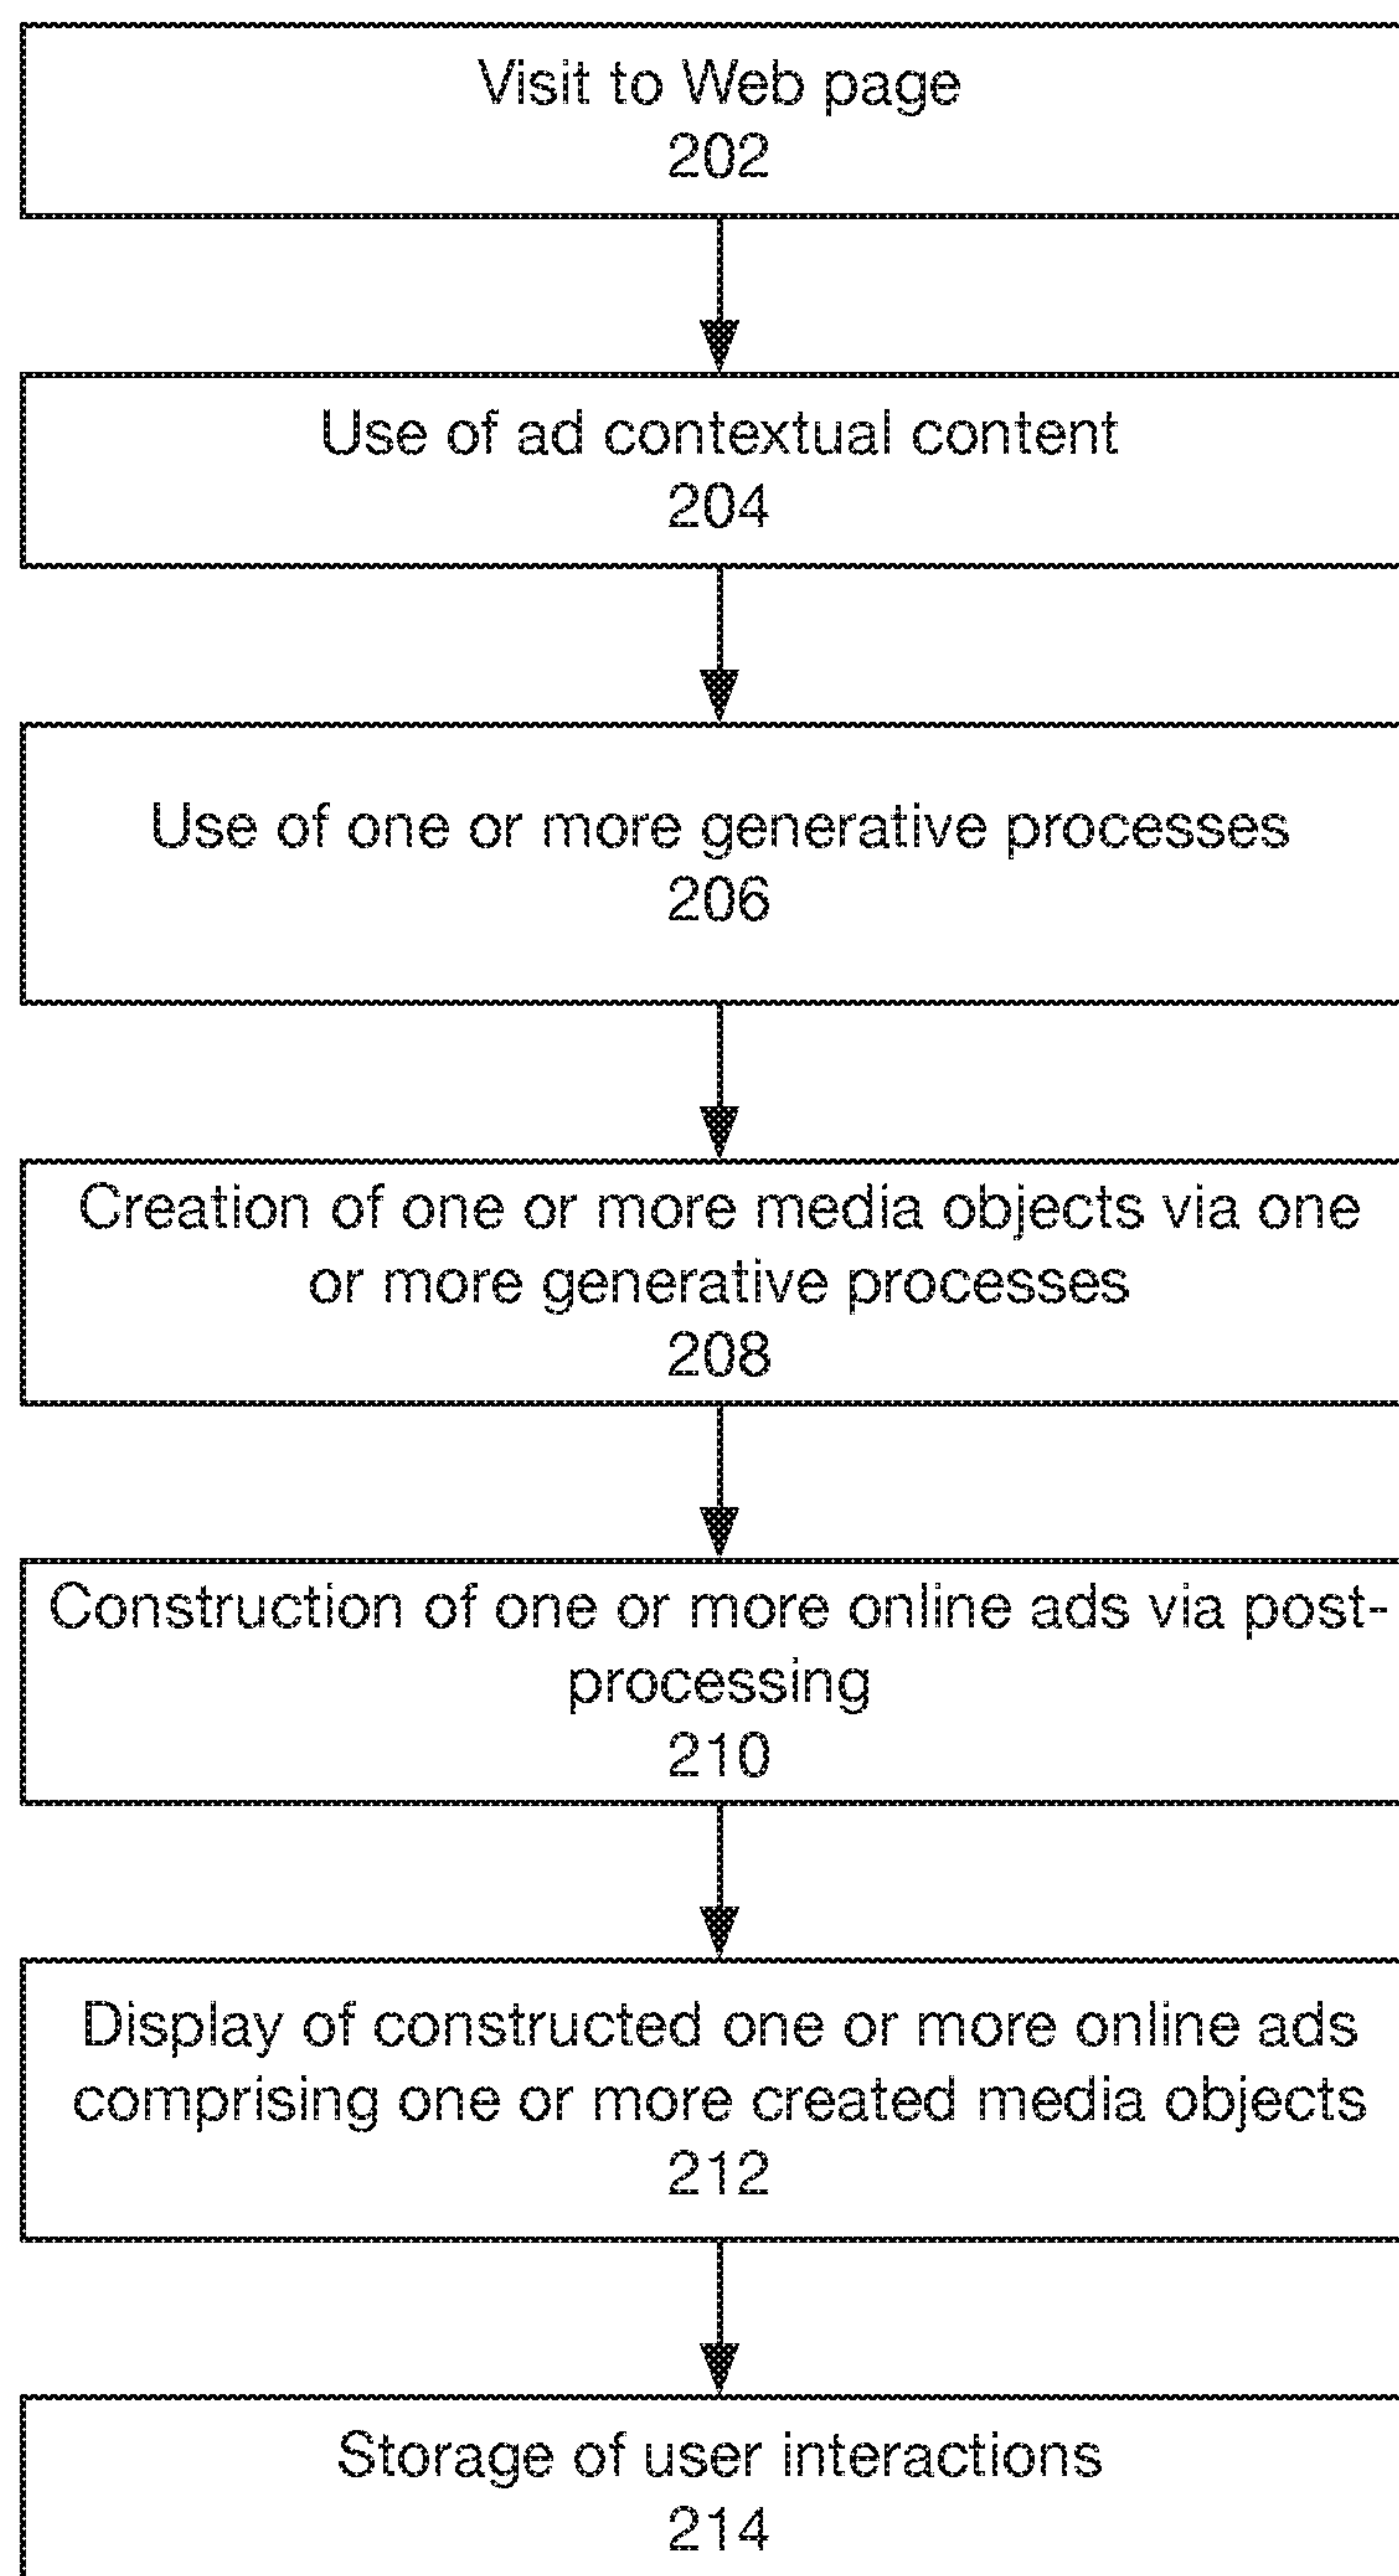 Visit to Web page
202
Use of ad contextual content
204
Use of one or more generative processes
206
Creation of one or more media objects via one
or more generative processes
208
Construction of one or more online ads via post-
processing
210
Display of constructed one or more online ads
comprising one or more created media objects
212
Storage of user interactions
214